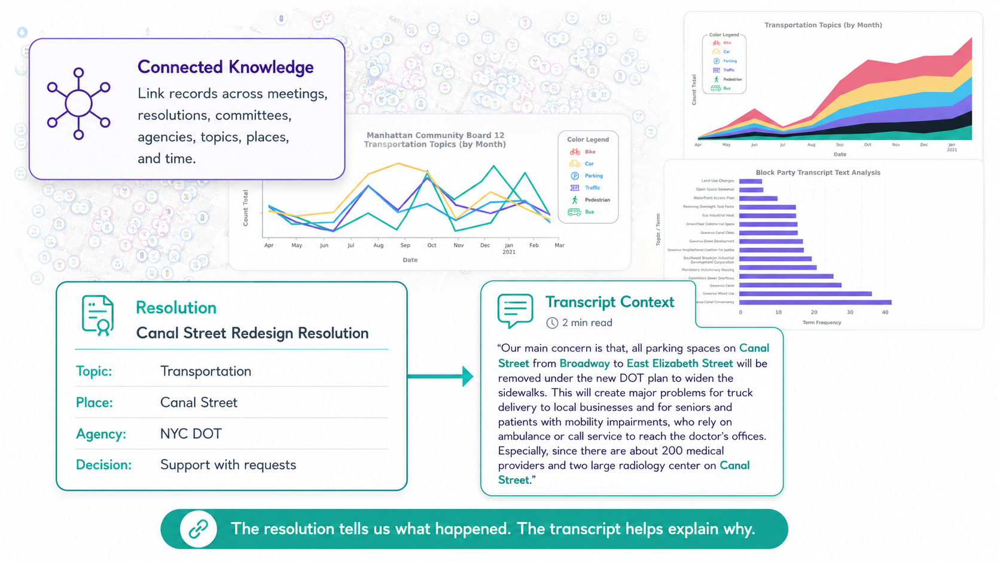 Connected Knowledge
Link records across meetings,
resolutions, committees,
agencies, topics, places,
and time.
Manhattan Community Board 12
Transportation Topics (by Month)
Color Legend
Bike
Car
Parking
Traffic
Pedestrian
Bus
Count Total
Apr May Jun Jul Aug Sep Oct Nov Dec Jan Feb Mar
2021
Date
Transportation Topics (by Month)
Color Legend
Bike
Car
Parking
Traffic
Pedestrian
Bus
Count Total
Apr May Jun Jul Aug Sep Oct Nov Dec Jan
2021
Date
Block Party Transcript Text Analysis
Land Use Changes
Open Space Gowanus
Waterfront Access Plan
Rezoning Oversight Task Force
Eco Industrial Heat
Green/Floor Commercial Space
Gowanus Canal Clean
Gowanus Green Development
Gowanus Neighborhood Coalition For Justice
Southwest Brooklyn Industrial
Development Corporation
Mandatory Inclusionary Housing
Committed Sewer Overflows
Gowanus Canal
Gowanus Mixed Use
Canal Conservancy
0 10 20 30 40
Term Frequency
Resolution
Canal Street Redesign Resolution
Topic: Transportation
Place: Canal Street
Agency: NYC DOT
Decision: Support with requests
Transcript Context
2 min read
“Our main concern is that, all parking spaces on Canal
Street from Broadway to East Elizabeth Street will be
removed under the new DOT plan to widen the
sidewalks. This will create major problems for truck
delivery to local businesses and for seniors and
patients with mobility impairments, who rely on
ambulance or call service to reach the doctor's offices.
Especially, since there are about 200 medical
providers and two large radiology center on Canal
Street.”
The resolution tells us what happened. The transcript helps explain why.